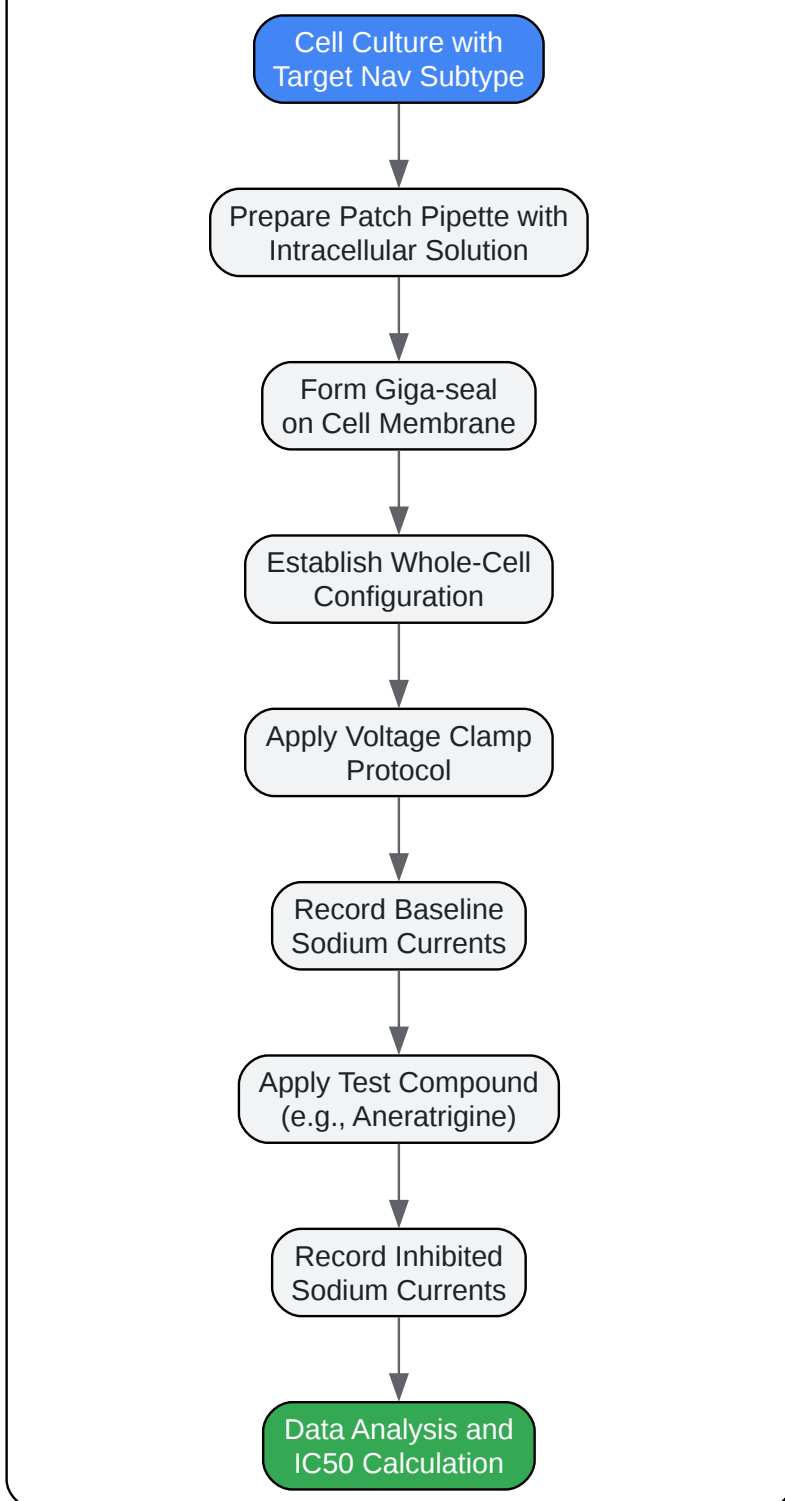 Cell Culture with
Target Nav Subtype
Prepare Patch Pipette with
Intracellular Solution
Form Giga-seal
on Cell Membrane
Establish Whole-Cell
Configuration
Apply Voltage Clamp
Protocol
Record Baseline
Sodium Currents
Apply Test Compound
(e.g., Aneratrigine)
Record Inhibited
Sodium Currents
Data Analysis and
IC50 Calculation